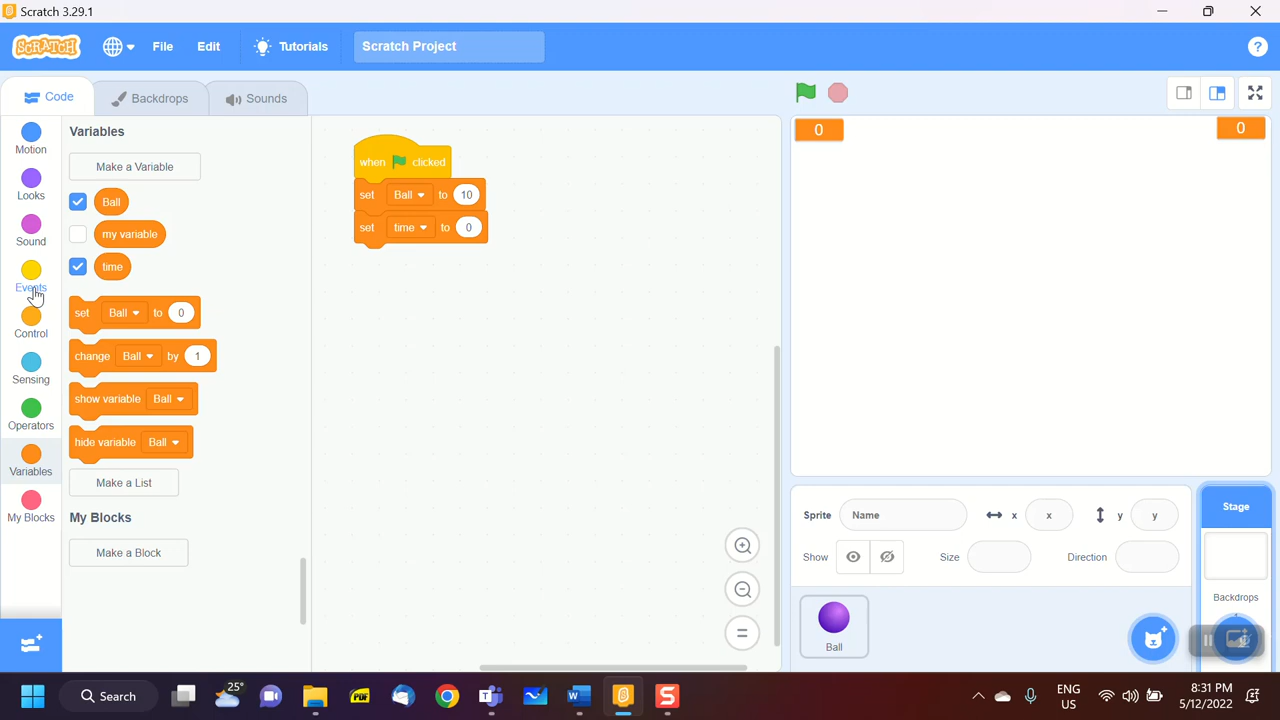 Scratch 3.29.1
SCRATCH
File
Edit
Tutorials
Scratch Project
?
Code
Backdrops
Sounds
Motion
Looks
Sound
Events
Control
Sensing
Operators
Variables
My Blocks
Variables
Make a Variable
Ball
my variable
time
set Ball to 0
change Ball by 1
show variable Ball
hide variable Ball
Make a List
My Blocks
Make a Block
when clicked
set Ball to 10
set time to 0
0
0
Sprite Name x x y y
Show Size Direction
Ball
Stage
Backdrops
25°
Search
PDF
ENG
US
8:31 PM
5/12/2022